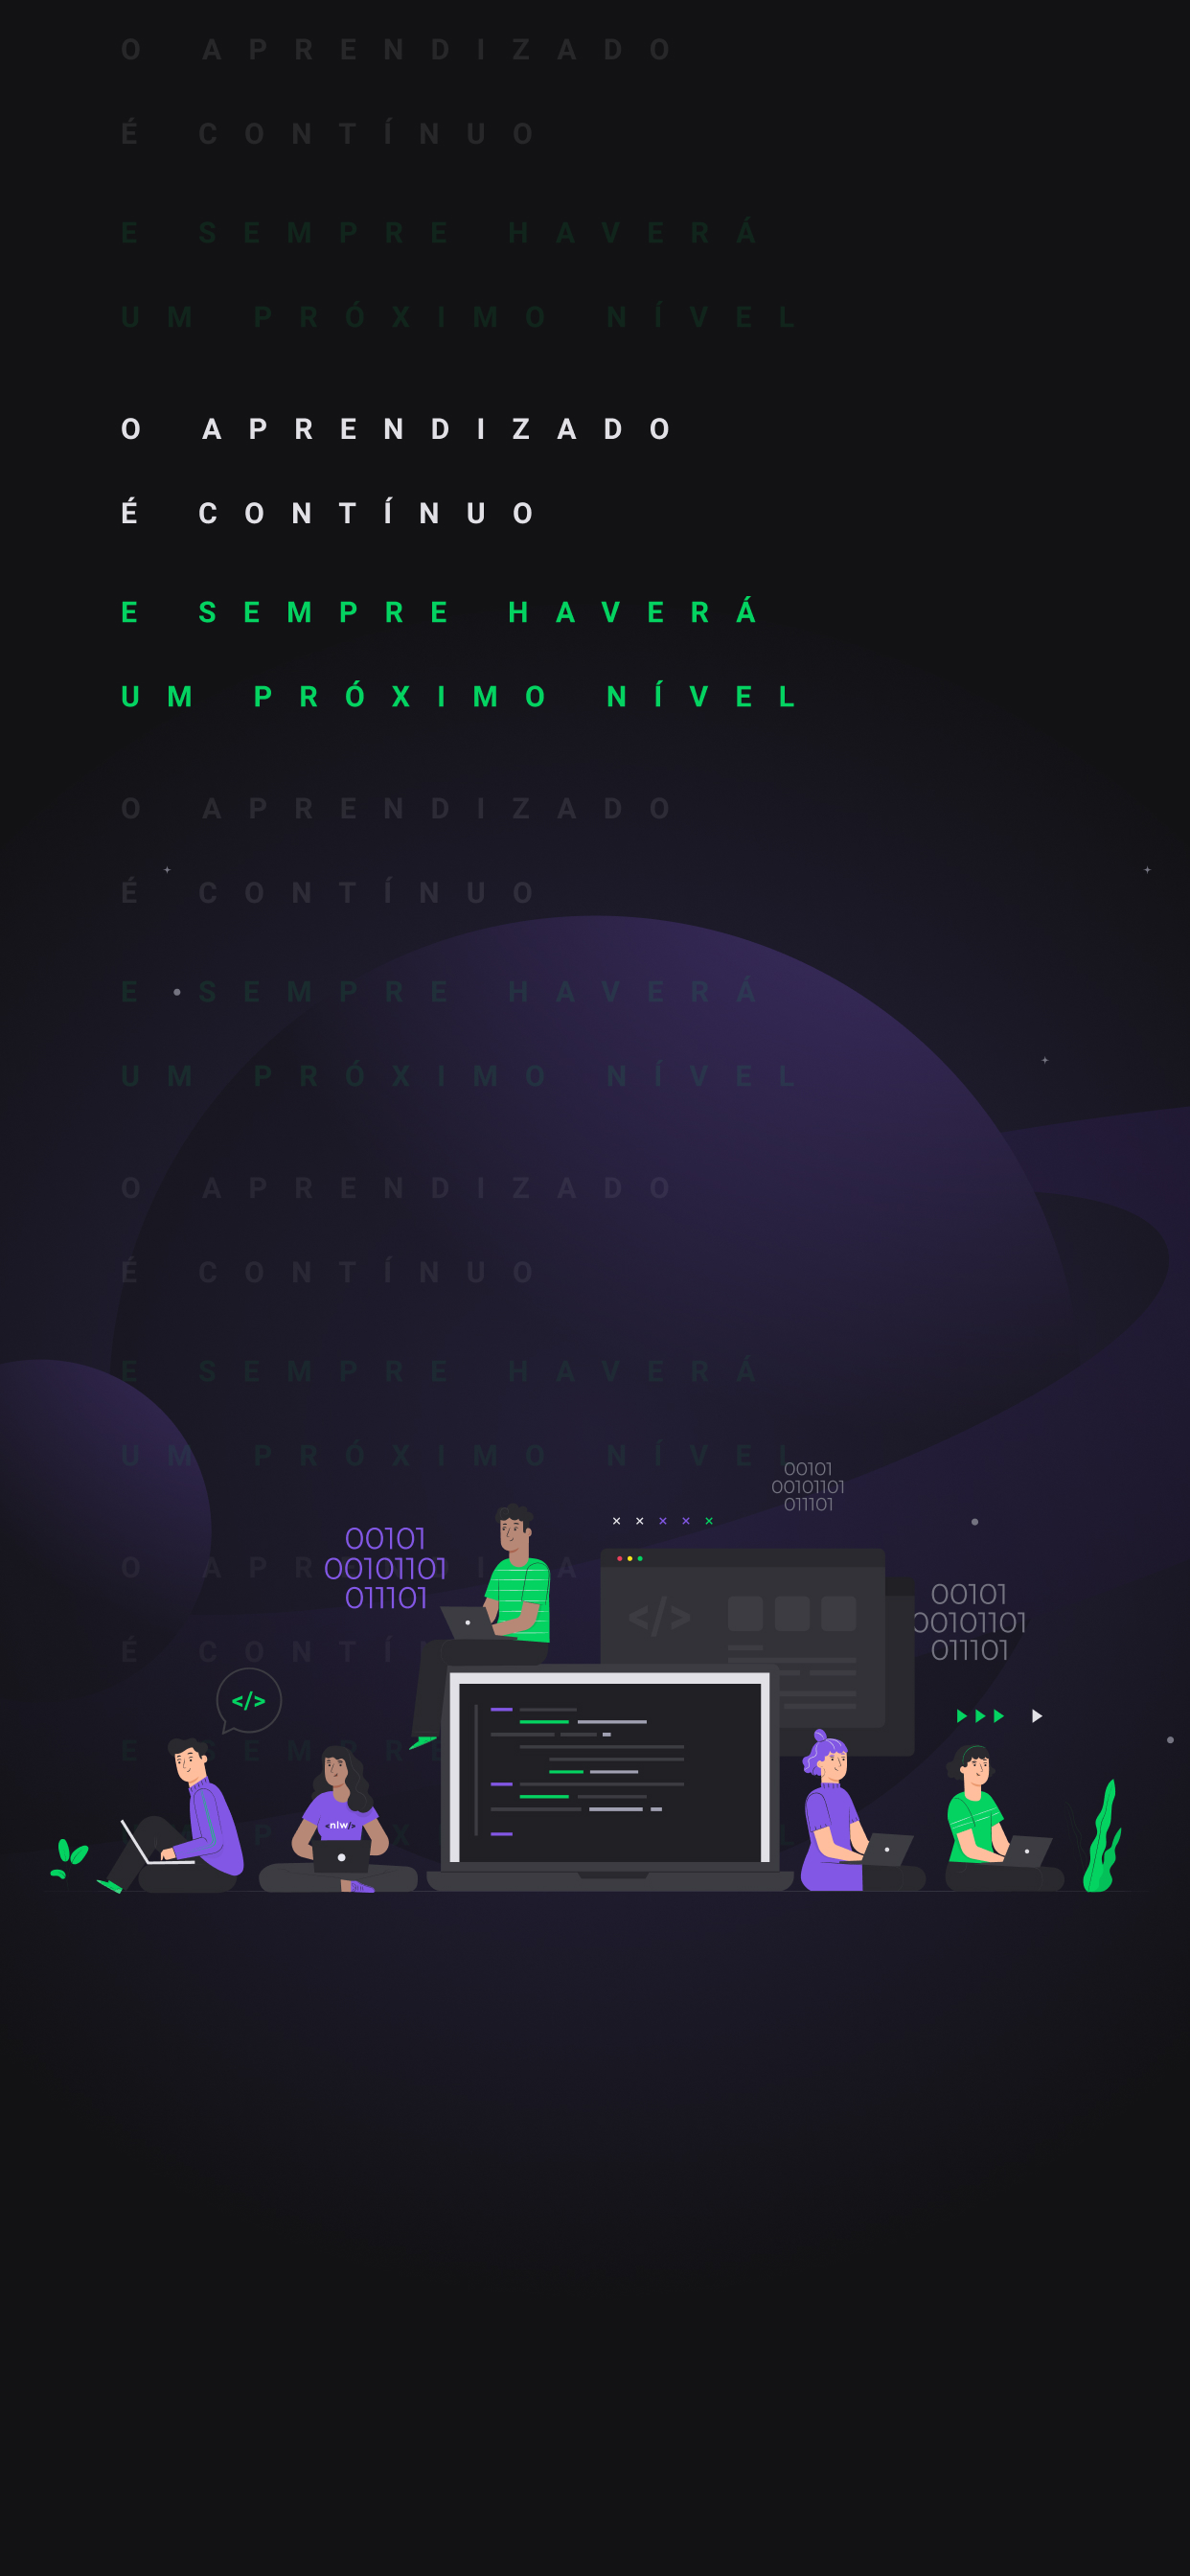 O APRENDIZADO
É CONTÍNUO
E SEMPRE HAVERÁ
UM PRÓXIMO NÍVEL
O APRENDIZADO
É CONTÍNUO
E SEMPRE HAVERÁ
UM PRÓXIMO NÍVEL
O APRENDIZADO
É CONTÍNUO
E SEMPRE HAVERÁ
UM PRÓXIMO NÍVEL
O APRENDIZADO
É CONTÍNUO
E SEMPRE HAVERÁ
UM PRÓXIMO NÍVEL
00101
00101101
011101
00101
00101101
011101
</>
00101
00101101
011101
</>
<nlw/>